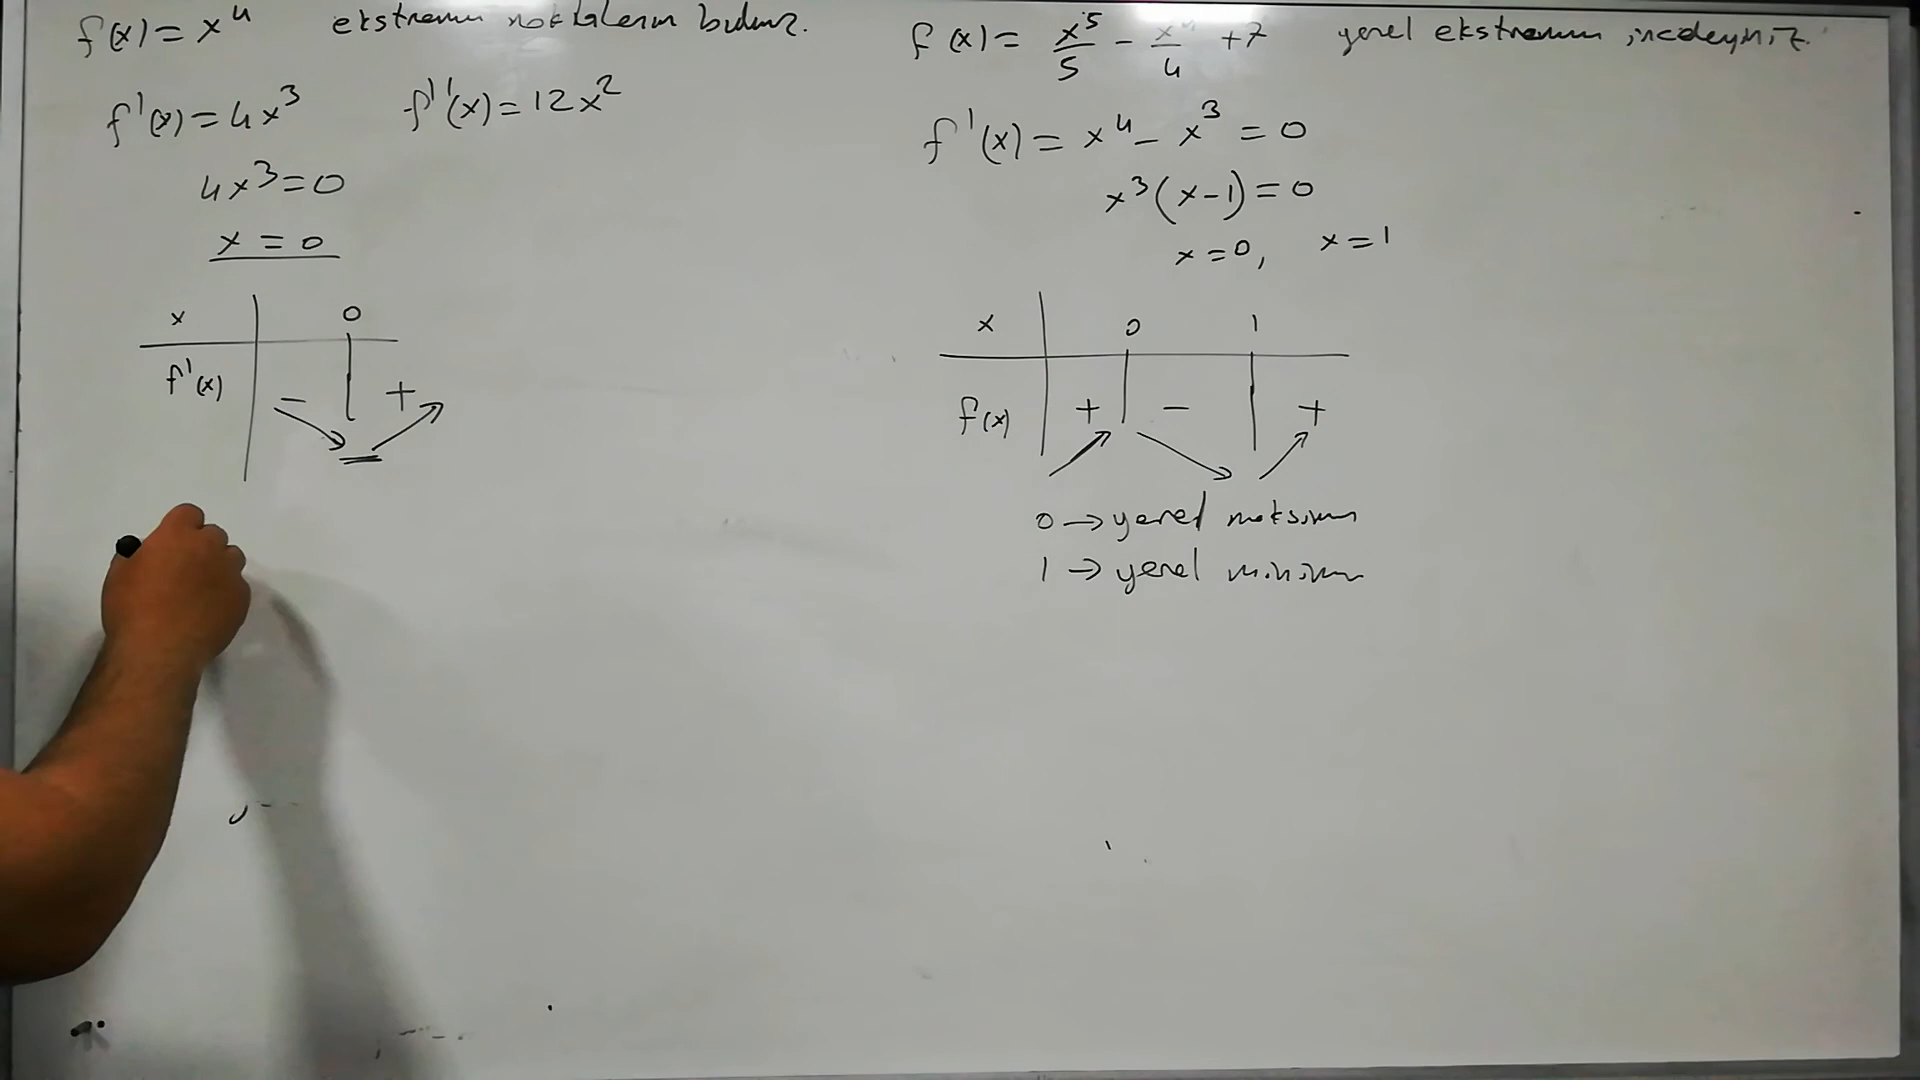 f(x) = x⁴ ekstremum noktalarını bulunuz.
f'(x) = 4x³ f''(x) = 12x²
4x³ = 0
x = 0
x 0
f'(x) - +
f(x) = x⁵/5 - x⁴/4 + 7 yerel ekstremum inceleyiniz.
f'(x) = x⁴ - x³ = 0
x³(x-1) = 0
x = 0, x = 1
x 0 1
f(x) + - +
0 → yerel maksimum
1 → yerel minimum